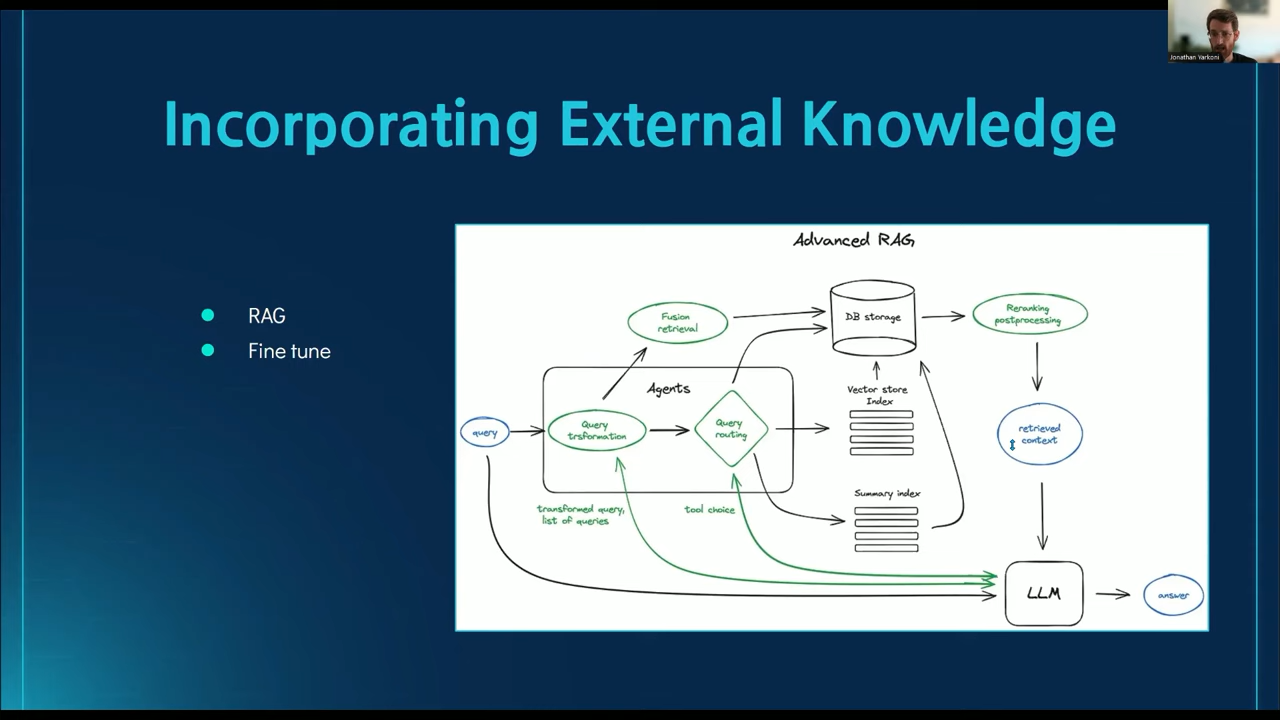 Jonathan Yarkoni
Incorporating External Knowledge
RAG
Fine tune
Advanced RAG
Fusion
retrieval
DB storage
Reranking
postprocessing
Agents
Vector store
Index
query
Query
trsformation
Query
routing
retrieved
context
Summary index
transformed query,
list of queries
tool choice
LLM
answer